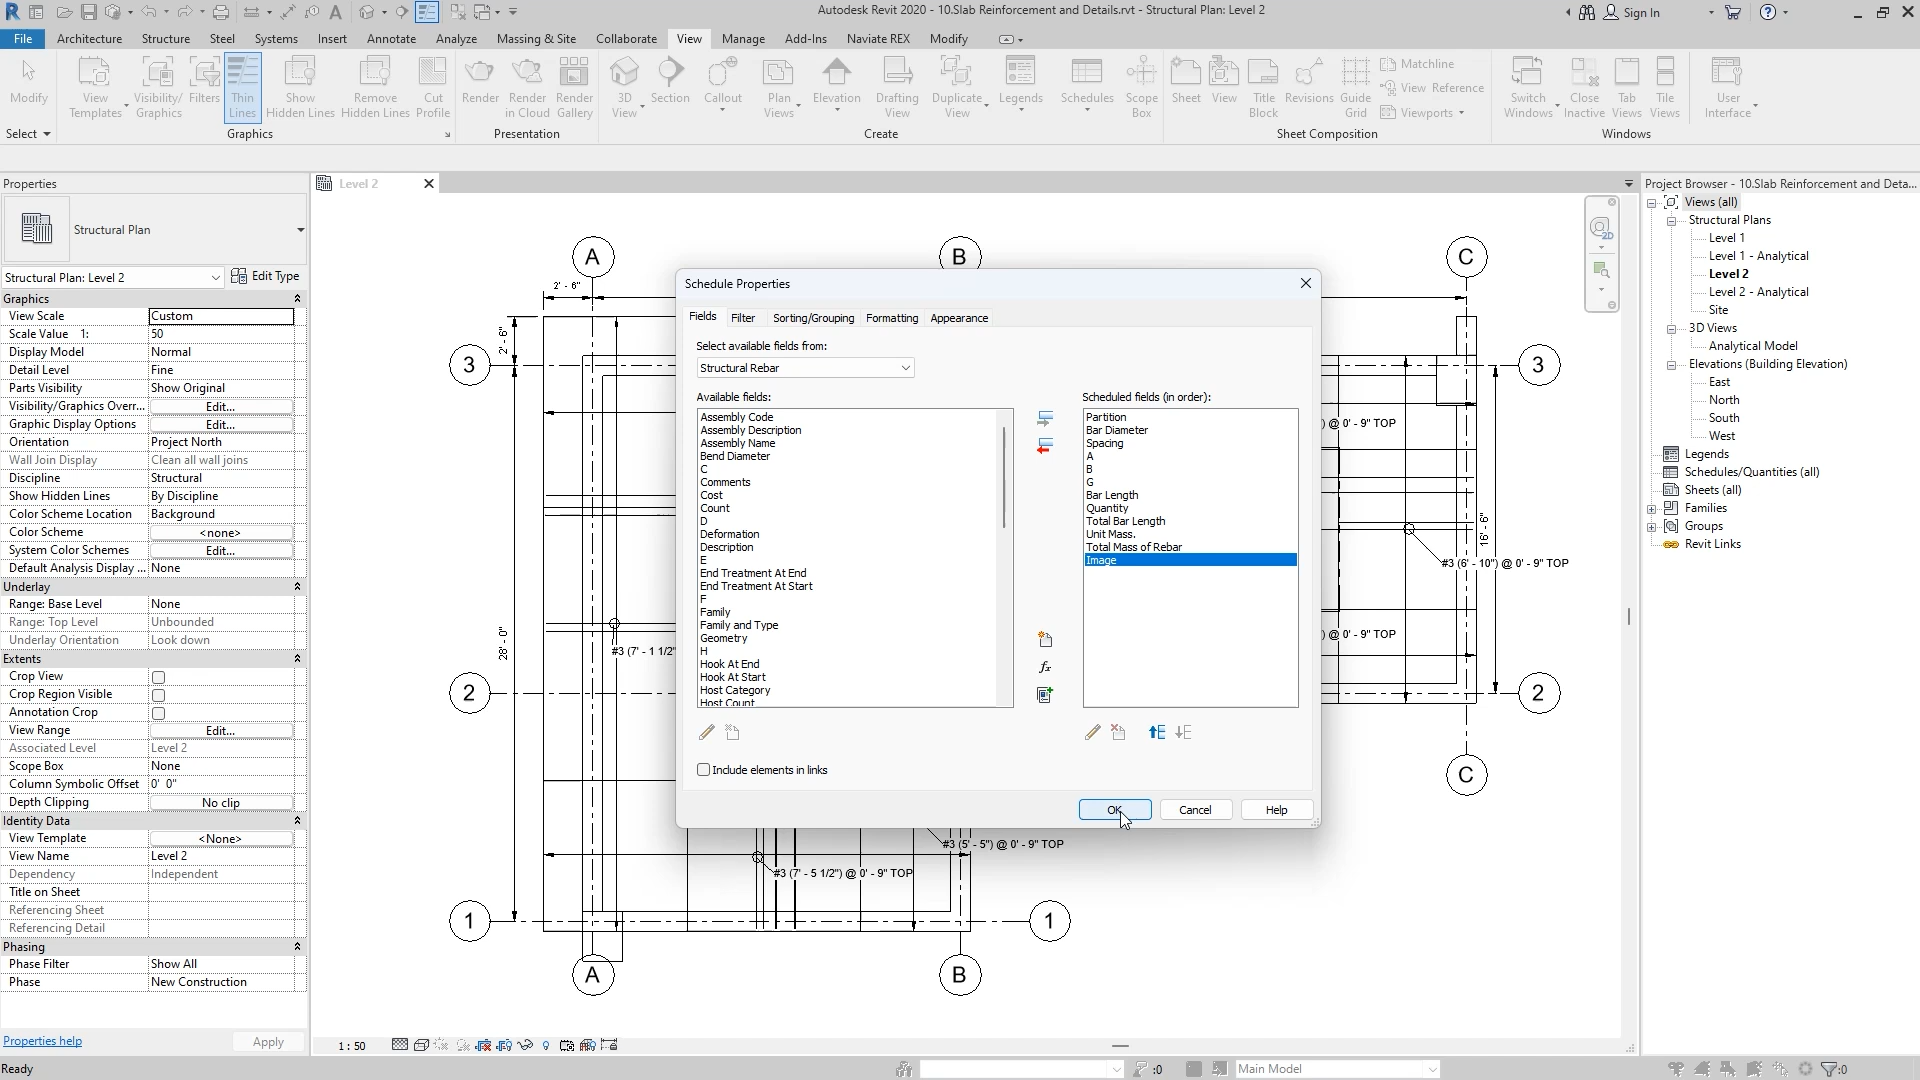 Autodesk Revit 2020 - 10.Slab Reinforcement and Details.rvt - Structural Plan: Level 2
Sign In
File Architecture Structure Steel Systems Insert Annotate Analyze Massing & Site Collaborate View Manage Add-Ins Naviate REX Modify
Modify
View Templates
Visibility/ Graphics
Filters
Thin Lines
Show Hidden Lines
Remove Hidden Lines
Cut Profile
Render
Render in Cloud
Render Gallery
3D View
Section
Callout
Plan Views
Elevation
Drafting View
Duplicate View
Legends
Schedules
Scope Box
Sheet
View
Title Block
Revisions
Guide Grid
Matchline
View Reference
Viewports
Switch Windows
Close Inactive
Tab Views
Tile Views
User Interface
Select
Graphics
Presentation
Create
Sheet Composition
Windows
Properties
Structural Plan
Structural Plan: Level 2
Edit Type
Graphics
View Scale Custom
Scale Value 1: 50
Display Model Normal
Detail Level Fine
Parts Visibility Show Original
Visibility/Graphics Overr... Edit...
Graphic Display Options Edit...
Orientation Project North
Wall Join Display Clean all wall joins
Discipline Structural
Show Hidden Lines By Discipline
Color Scheme Location Background
Color Scheme <none>
System Color Schemes Edit...
Default Analysis Display ... None
Underlay
Range: Base Level None
Range: Top Level Unbounded
Underlay Orientation Look down
Extents
Crop View
Crop Region Visible
Annotation Crop
View Range Edit...
Associated Level Level 2
Scope Box None
Column Symbolic Offset 0' 0"
Depth Clipping No clip
Identity Data
View Template <None>
View Name Level 2
Dependency Independent
Title on Sheet
Referencing Sheet
Referencing Detail
Phasing
Phase Filter Show All
Phase New Construction
Properties help
Apply
Level 2
A
B
C
2' - 6"
2' - 6"
3
3
28' - 0"
16' - 6"
#3 (7' - 1 1/2"
) @ 0' - 9" TOP
#3 (6' - 10") @ 0' - 9" TOP
) @ 0' - 9" TOP
2
2
C
#3 (5' - 5") @ 0' - 9" TOP
#3 (7' - 5 1/2") @ 0' - 9" TOP
1
1
A
B
Schedule Properties
Fields Filter Sorting/Grouping Formatting Appearance
Select available fields from:
Structural Rebar
Available fields:
Assembly Code
Assembly Description
Assembly Name
Bend Diameter
C
Comments
Cost
Count
D
Deformation
Description
E
End Treatment At End
End Treatment At Start
F
Family
Family and Type
Geometry
H
Hook At End
Hook At Start
Host Category
Host Count
fx
Scheduled fields (in order):
Partition
Bar Diameter
Spacing
A
B
G
Bar Length
Quantity
Total Bar Length
Unit Mass.
Total Mass of Rebar
Image
Include elements in links
OK
Cancel
Help
2D
Project Browser - 10.Slab Reinforcement and Deta...
Views (all)
Structural Plans
Level 1
Level 1 - Analytical
Level 2
Level 2 - Analytical
Site
3D Views
Analytical Model
Elevations (Building Elevation)
East
North
South
West
Legends
Schedules/Quantities (all)
Sheets (all)
Families
Groups
Revit Links
1 : 50
Ready
:0
Main Model
:0